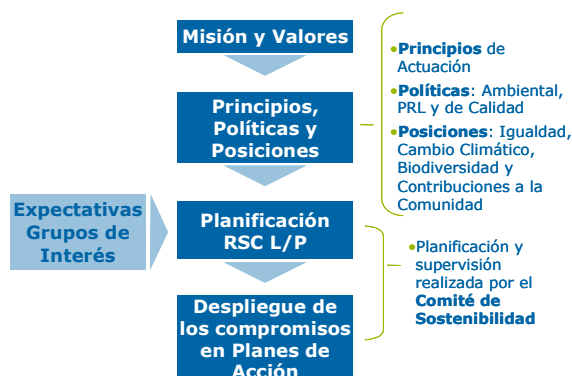 Misión y Valores
Principios,
Políticas y
Posiciones
•Principios de
Actuación
•Políticas: Ambiental,
PRL y de Calidad
•Posiciones: Igualdad,
Cambio Climático,
Biodiversidad y
Contribuciones a la
Comunidad
Expectativas
Grupos de
Interés
Planificación
RSC L/P
Despliegue de
los compromisos
en Planes de
Acción
•Planificación y
supervisión
realizada por el
Comité de
Sostenibilidad